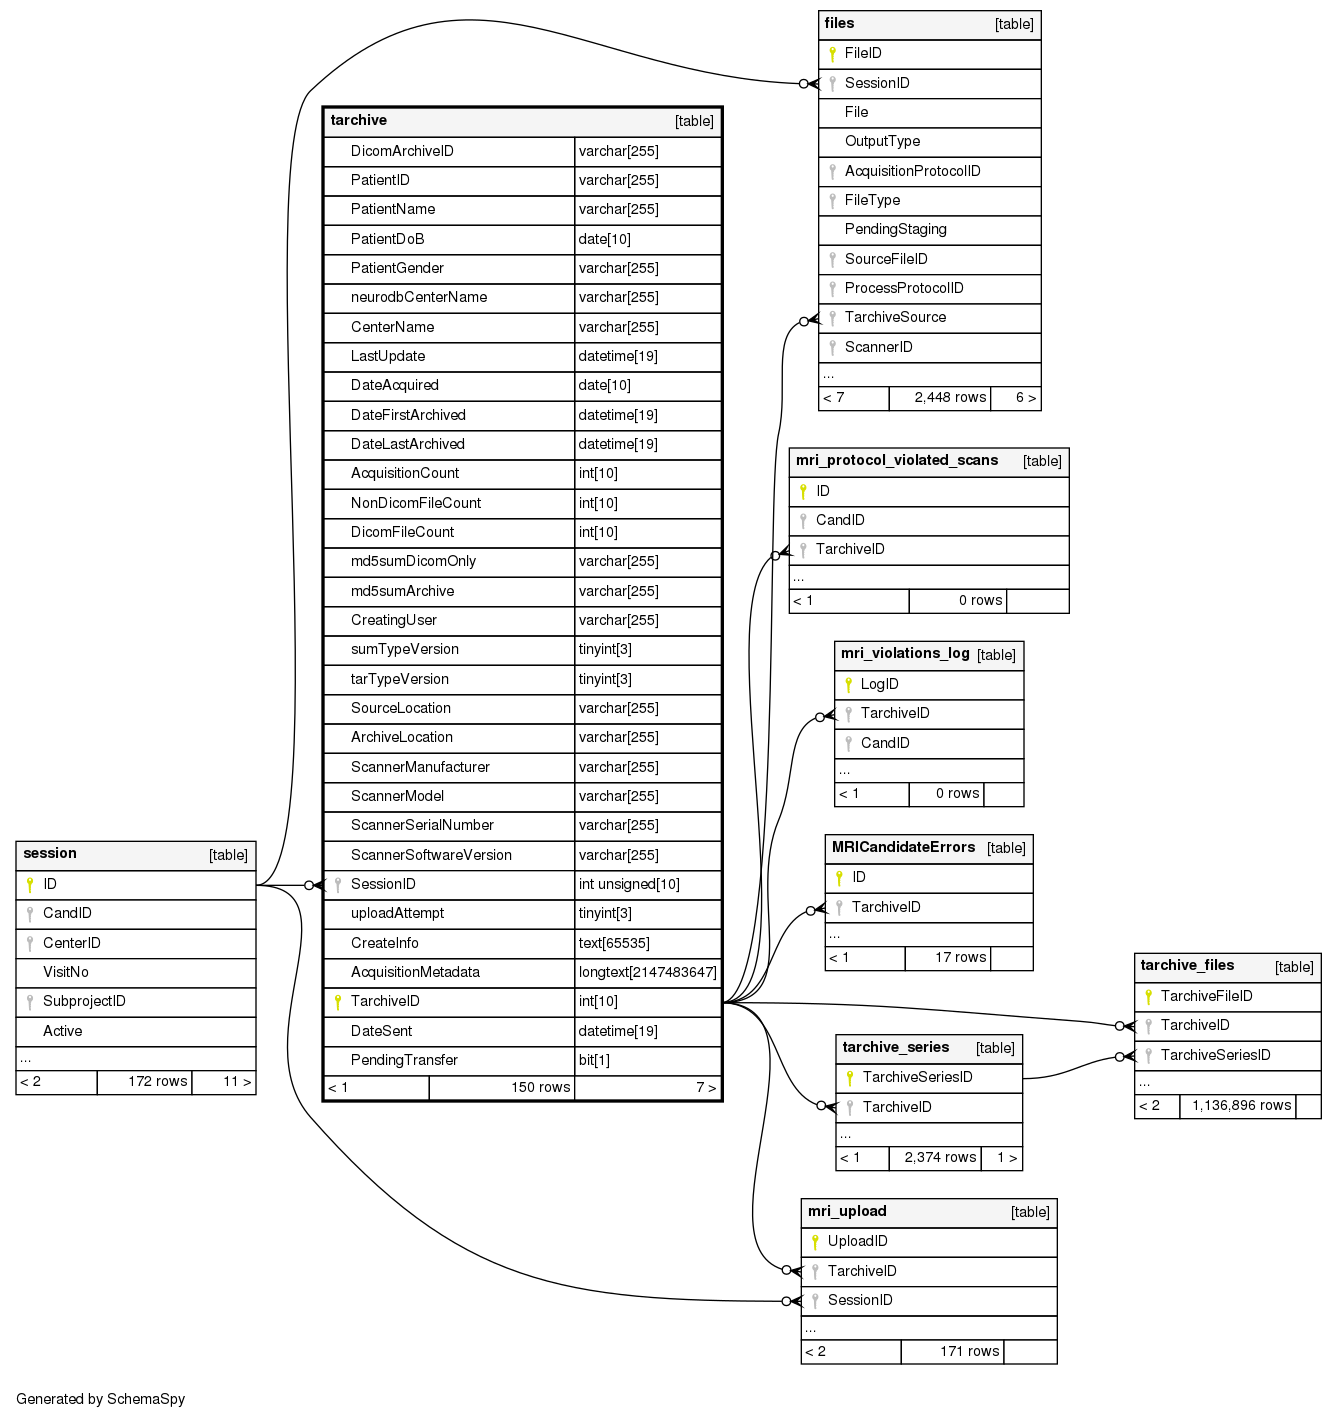 files [table]
FileID
SessionID
File
OutputType
AcquisitionProtocolID
FileType
PendingStaging
SourceFileID
ProcessProtocolID
TarchiveSource
ScannerID
...
< 7 2,448 rows 6 >
tarchive [table]
DicomArchiveID varchar[255]
PatientID varchar[255]
PatientName varchar[255]
PatientDoB date[10]
PatientGender varchar[255]
neurodbCenterName varchar[255]
CenterName varchar[255]
LastUpdate datetime[19]
DateAcquired date[10]
DateFirstArchived datetime[19]
DateLastArchived datetime[19]
AcquisitionCount int[10]
NonDicomFileCount int[10]
DicomFileCount int[10]
md5sumDicomOnly varchar[255]
md5sumArchive varchar[255]
CreatingUser varchar[255]
sumTypeVersion tinyint[3]
tarTypeVersion tinyint[3]
SourceLocation varchar[255]
ArchiveLocation varchar[255]
ScannerManufacturer varchar[255]
ScannerModel varchar[255]
ScannerSerialNumber varchar[255]
ScannerSoftwareVersion varchar[255]
SessionID int unsigned[10]
uploadAttempt tinyint[3]
CreateInfo text[65535]
AcquisitionMetadata longtext[2147483647]
TarchiveID int[10]
DateSent datetime[19]
PendingTransfer bit[1]
< 1 150 rows 7 >
mri_protocol_violated_scans [table]
ID
CandID
TarchiveID
...
< 1 0 rows
mri_violations_log [table]
LogID
TarchiveID
CandID
...
< 1 0 rows
MRICandidateErrors [table]
ID
TarchiveID
...
< 1 17 rows
session [table]
ID
CandID
CenterID
VisitNo
SubprojectID
Active
...
< 2 172 rows 11 >
tarchive_files [table]
TarchiveFileID
TarchiveID
TarchiveSeriesID
...
< 2 1,136,896 rows
tarchive_series [table]
TarchiveSeriesID
TarchiveID
...
< 1 2,374 rows 1 >
mri_upload [table]
UploadID
TarchiveID
SessionID
...
< 2 171 rows
Generated by SchemaSpy